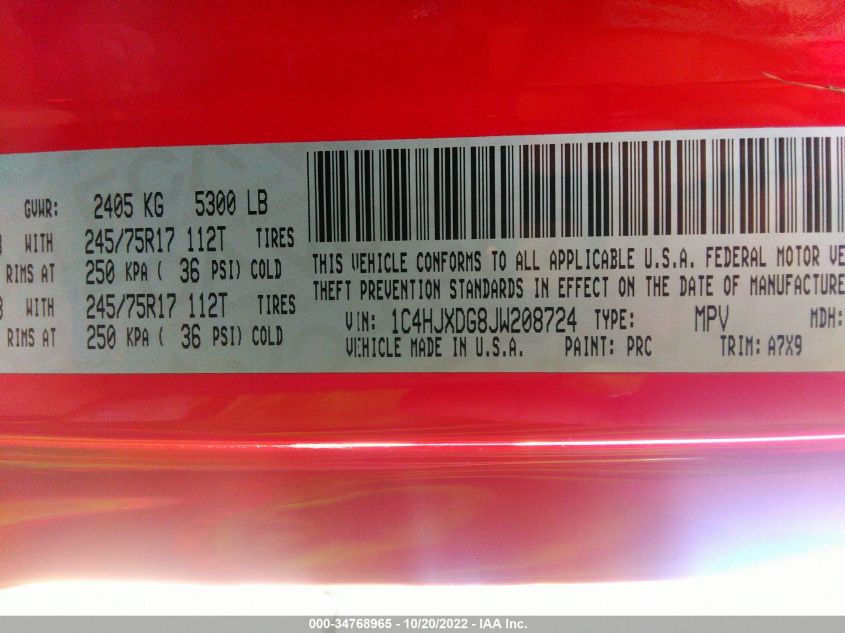 GVWR: 2405 KG 5300 LB
WITH 245/75R17 112T TIRES
RIMS AT 250 KPA ( 36 PSI) COLD
WITH 245/75R17 112T TIRES
RIMS AT 250 KPA ( 36 PSI) COLD
THIS VEHICLE CONFORMS TO ALL APPLICABLE U.S.A. FEDERAL MOTOR VE
THEFT PREVENTION STANDARDS IN EFFECT ON THE DATE OF MANUFACTURE
VIN: 1C4HJXDG8JW208724 TYPE: MPV MDH:
VEHICLE MADE IN U.S.A. PAINT: PRC TRIM: A7X9
000-34768965 - 10/20/2022 - IAA Inc.